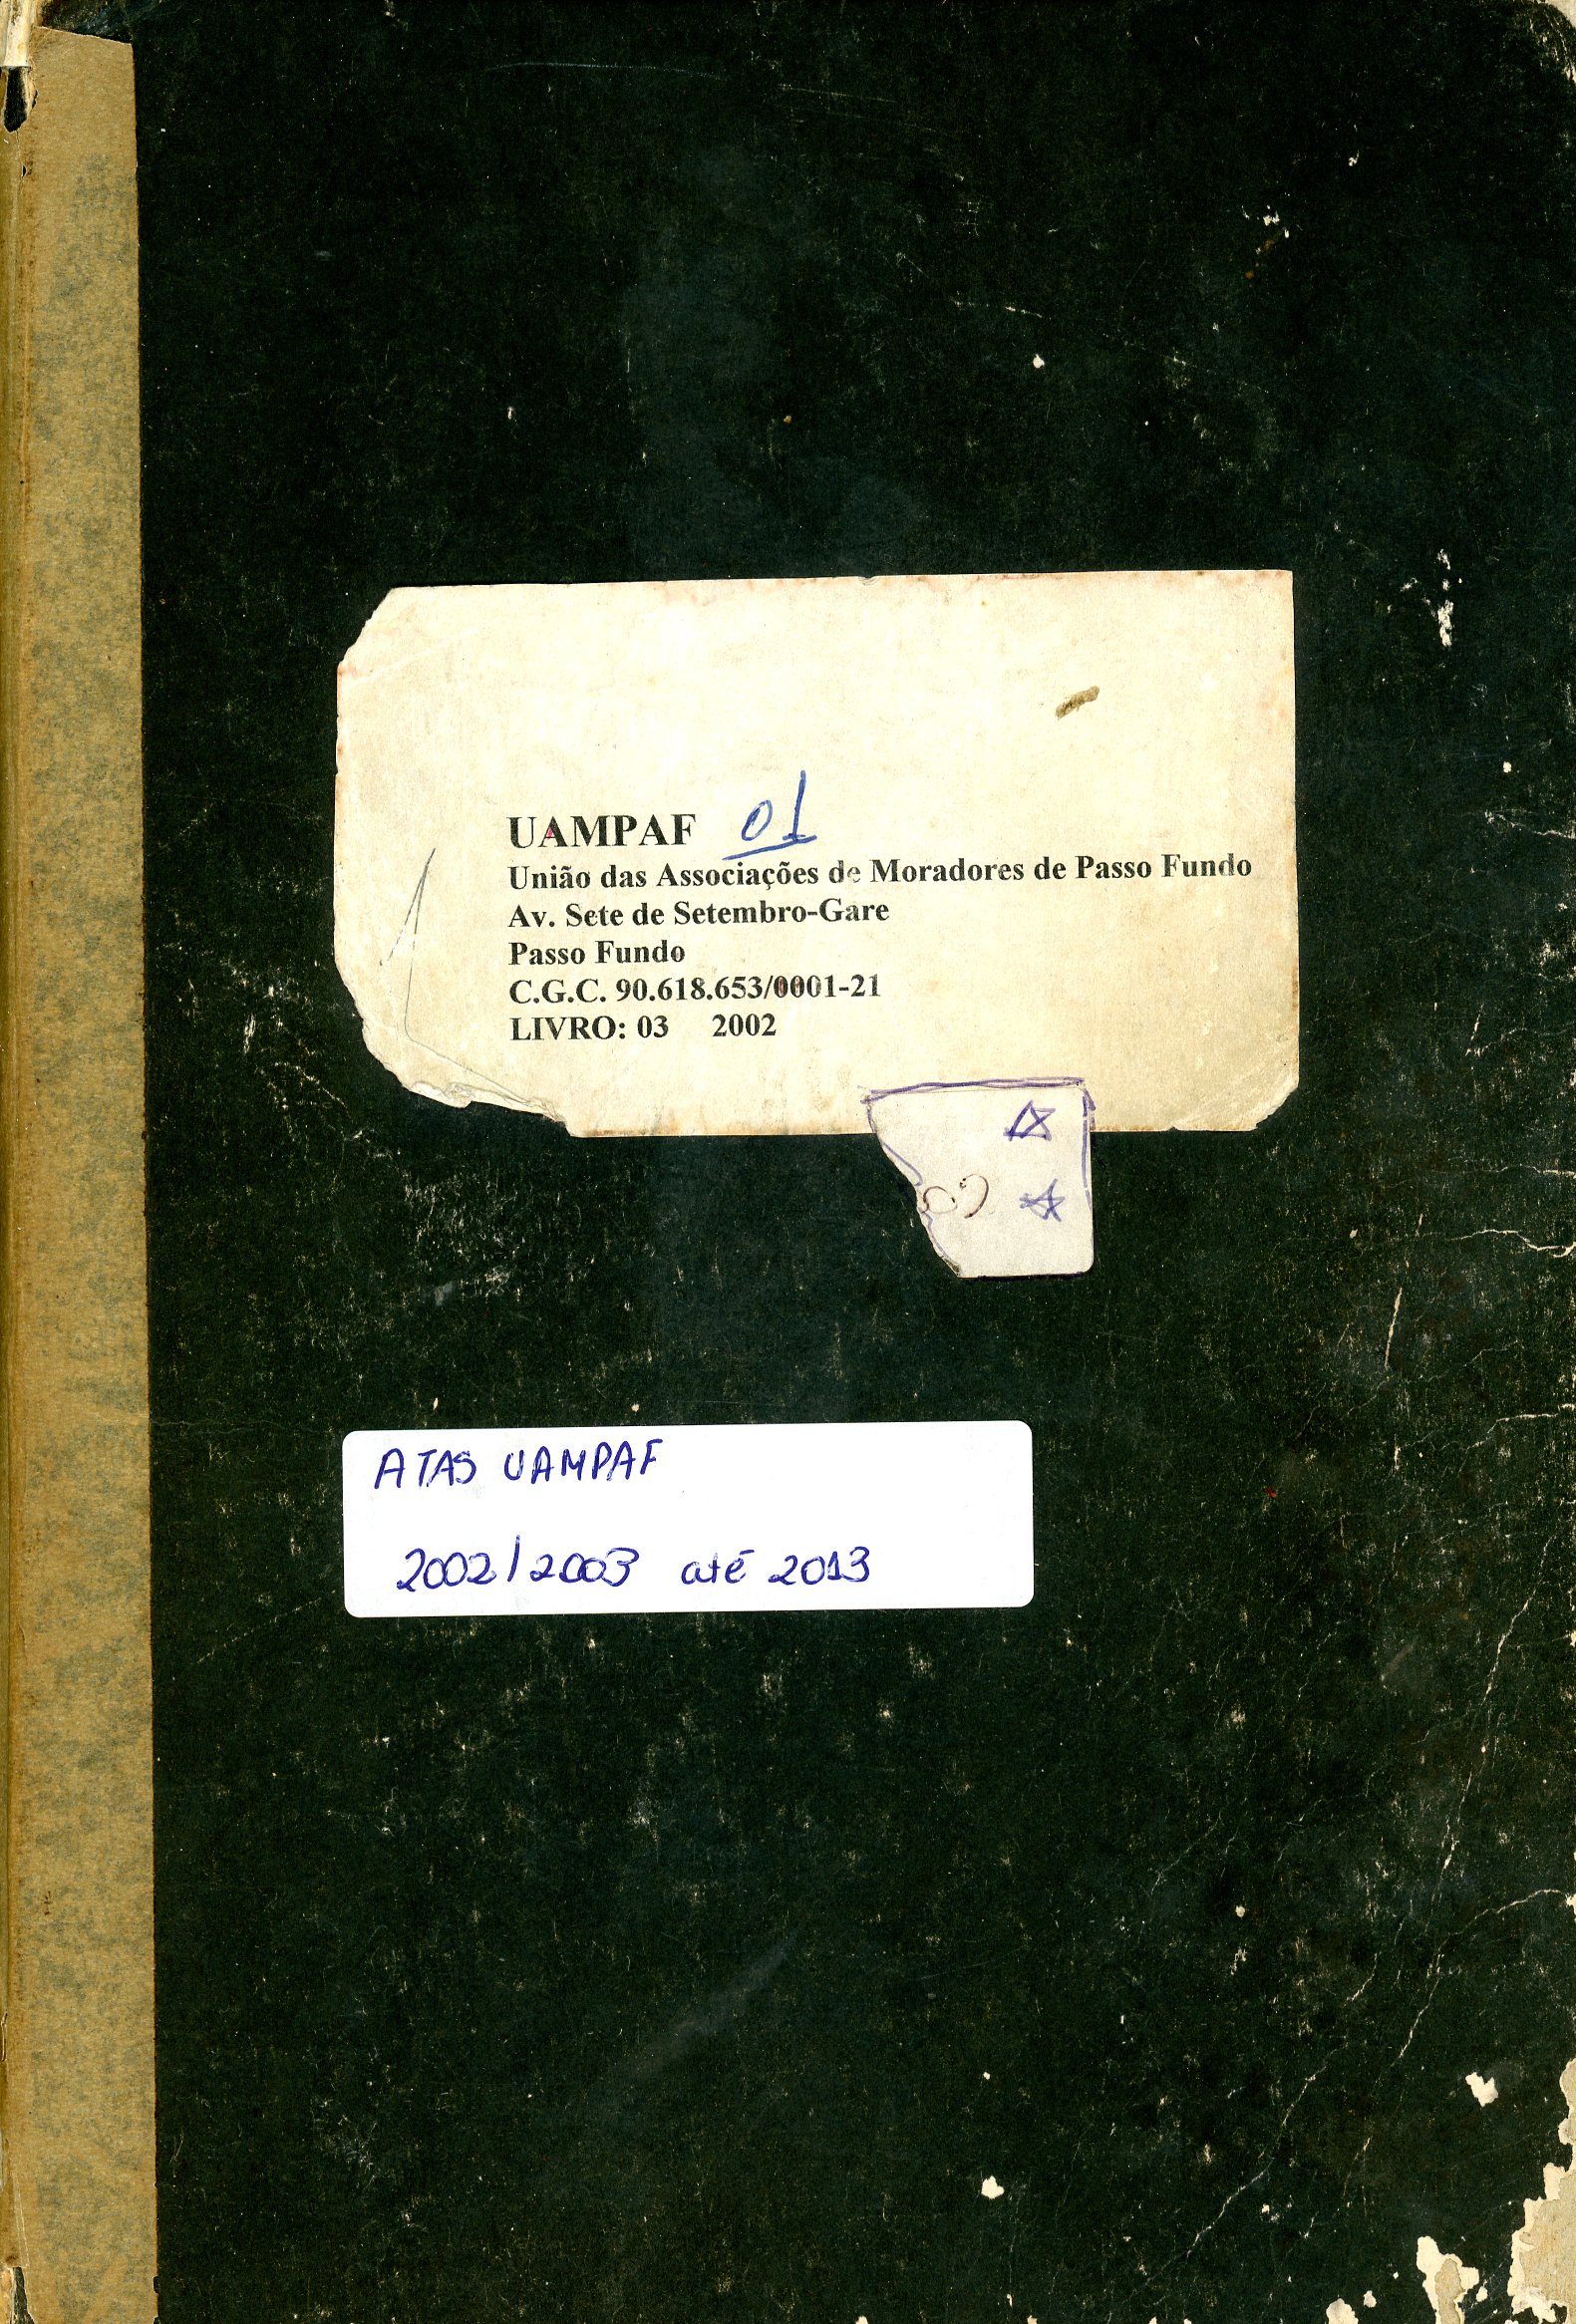 UAMPAF 01
União das Associações de Moradores de Passo Fundo
Av. Sete de Setembro-Gare
Passo Fundo
C.G.C. 90.618.653/0001-21
LIVRO: 03 2002
ATAS UAMPAF
2002/2003 até 2013